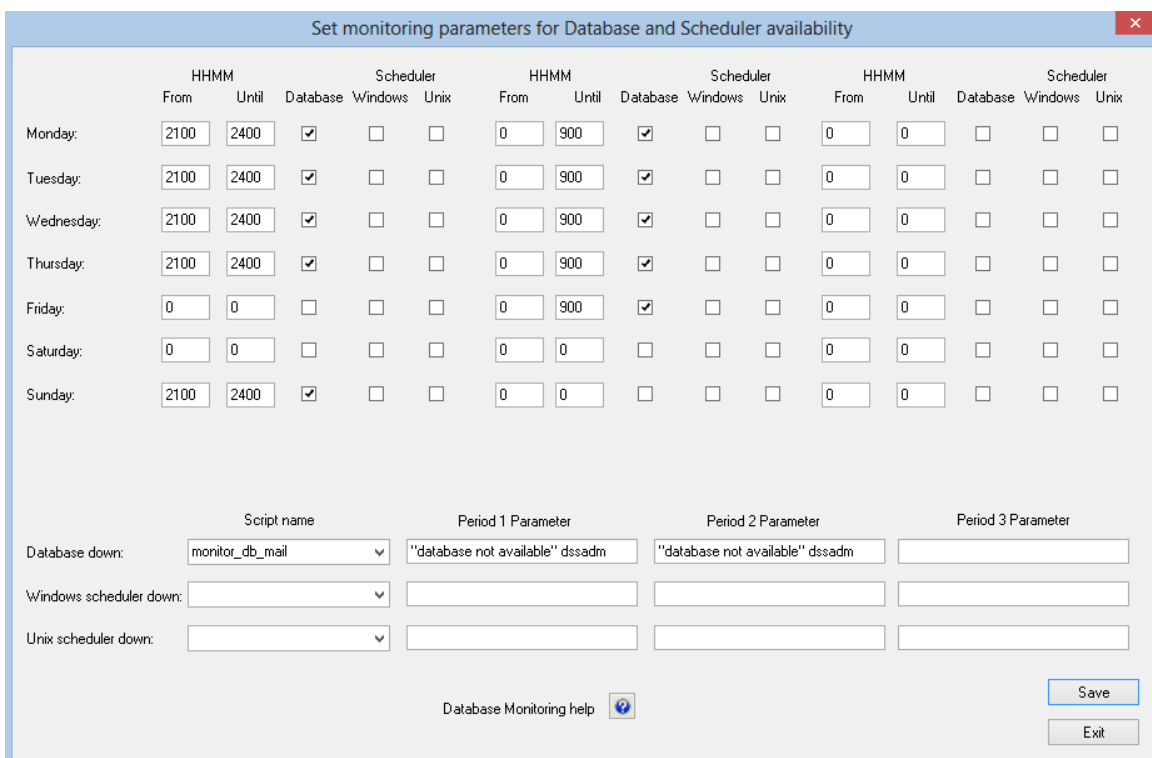 Set monitoring parameters for Database and Scheduler availability
HHMM Scheduler HHMM Scheduler HHMM Scheduler
From Until Database Windows Unix From Until Database Windows Unix From Until Database Windows Unix
Monday: 2100 2400 0 900 0 0
Tuesday: 2100 2400 0 900 0 0
Wednesday: 2100 2400 0 900 0 0
Thursday: 2100 2400 0 900 0 0
Friday: 0 0 0 900 0 0
Saturday: 0 0 0 0 0 0
Sunday: 2100 2400 0 0 0 0
Script name Period 1 Parameter Period 2 Parameter Period 3 Parameter
Database down: monitor_db_mail "database not available" dssadm "database not available" dssadm
Windows scheduler down:
Unix scheduler down:
Database Monitoring help ?
Save
Exit